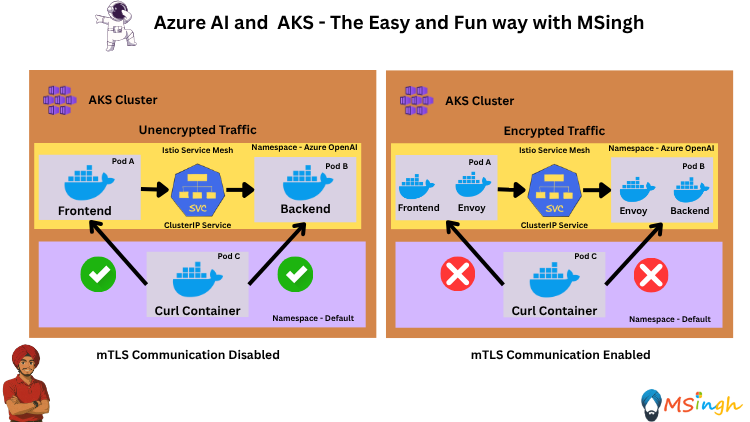 Azure AI and AKS - The Easy and Fun way with MSingh
AKS Cluster
Unencrypted Traffic
Istio Service Mesh
Namespace - Azure OpenAI
Pod A
Frontend
SVC
Pod B
Backend
ClusterIP Service
Pod C
Curl Container
Namespace - Default
mTLS Communication Disabled
AKS Cluster
Encrypted Traffic
Istio Service Mesh
Namespace - Azure OpenAI
Pod A
Frontend
Envoy
SVC
Pod B
Envoy
Backend
ClusterIP Service
Pod C
Curl Container
Namespace - Default
mTLS Communication Enabled
MSingh